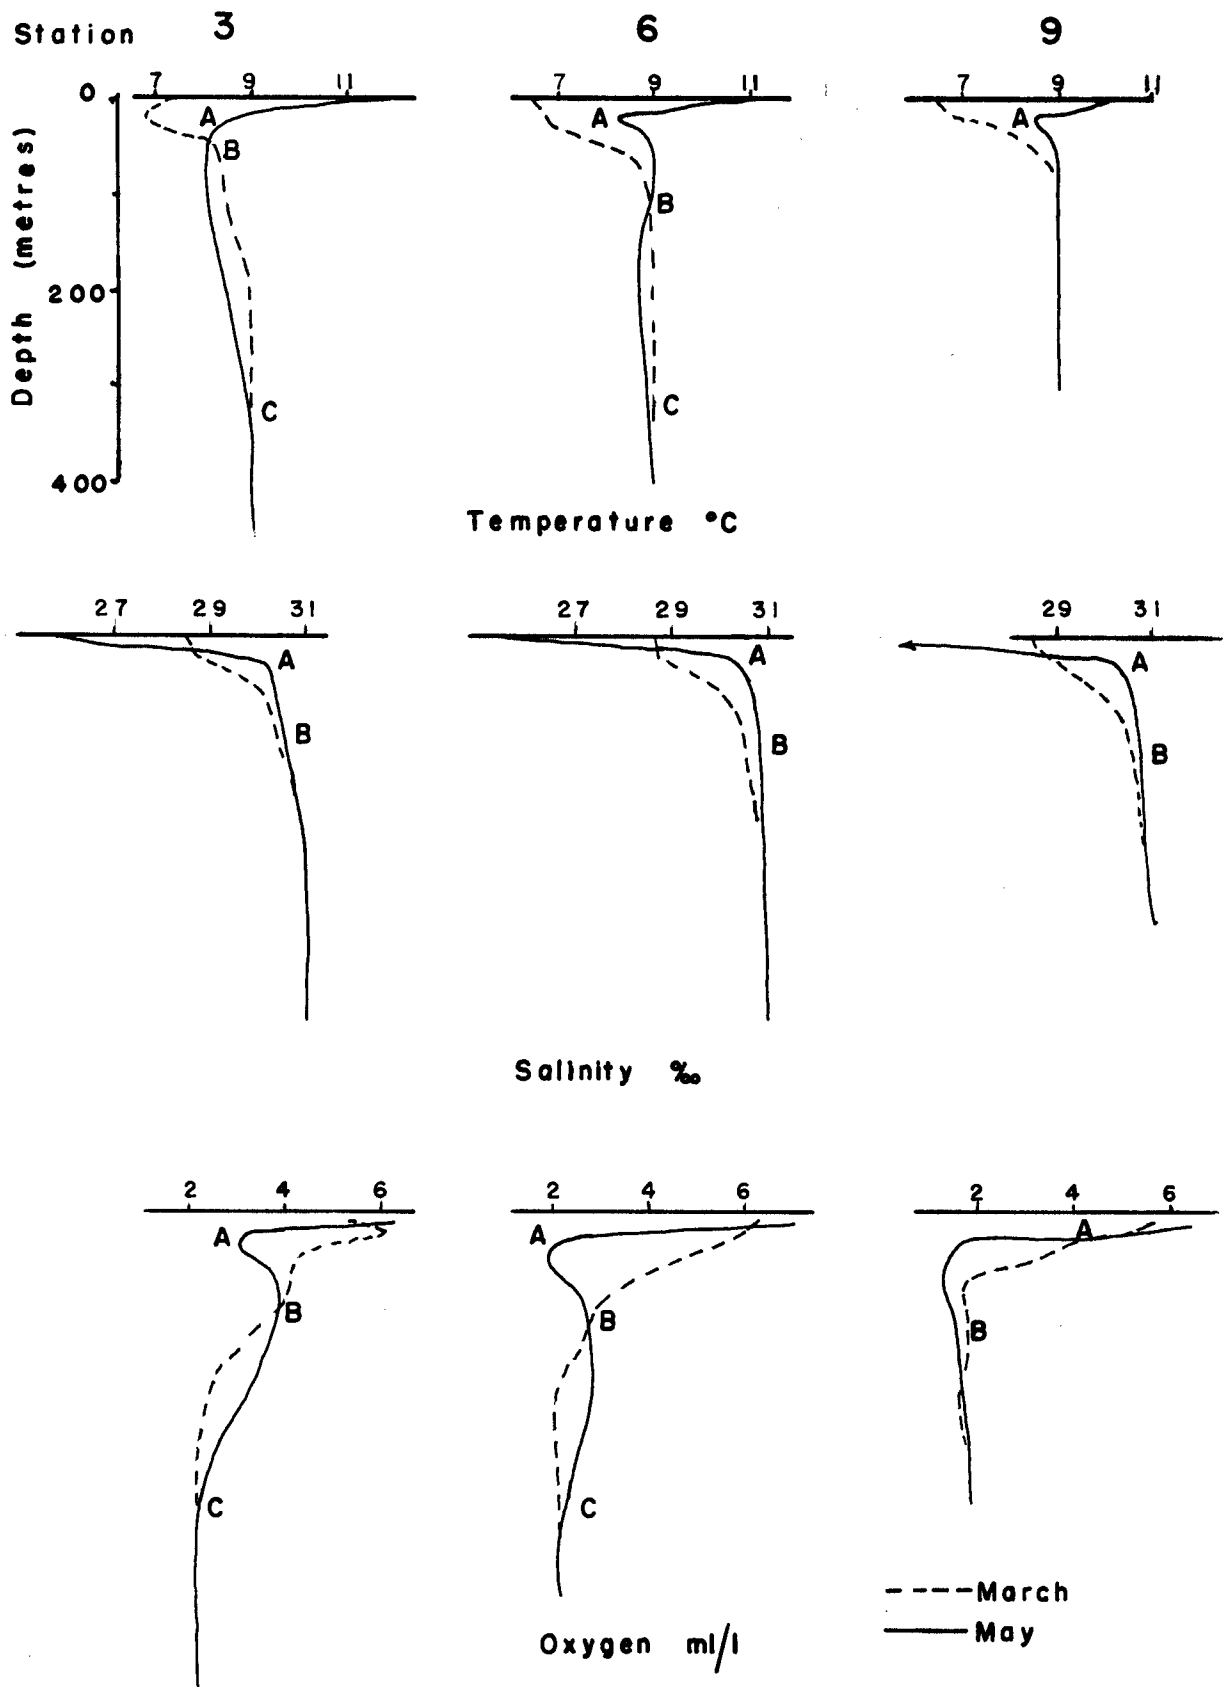 Station 3 6 9
7 9 11 7 9 11 7 9 11
0
A A A
B
B
200
C C
400
Depth (metres)
Temperature °C
27 29 31 27 29 31 29 31
A A A
B B B
Salinity ‰
2 4 6 2 4 6 2 4 6
A A A
B B B
C C
March
May
Oxygen ml/l